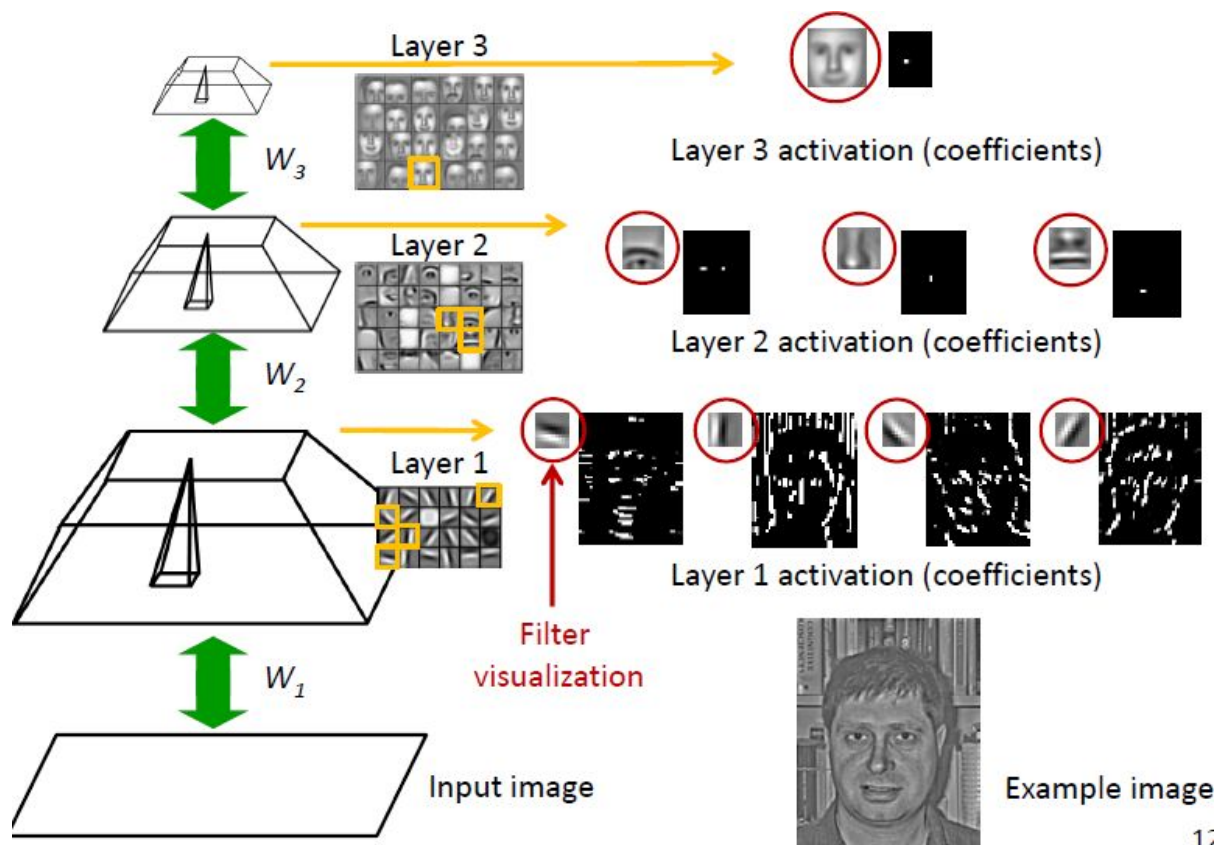 Layer 3
W3
Layer 3 activation (coefficients)
Layer 2
W2
Layer 2 activation (coefficients)
Layer 1
Layer 1 activation (coefficients)
Filter
visualization
W1
Input image
Example image
12